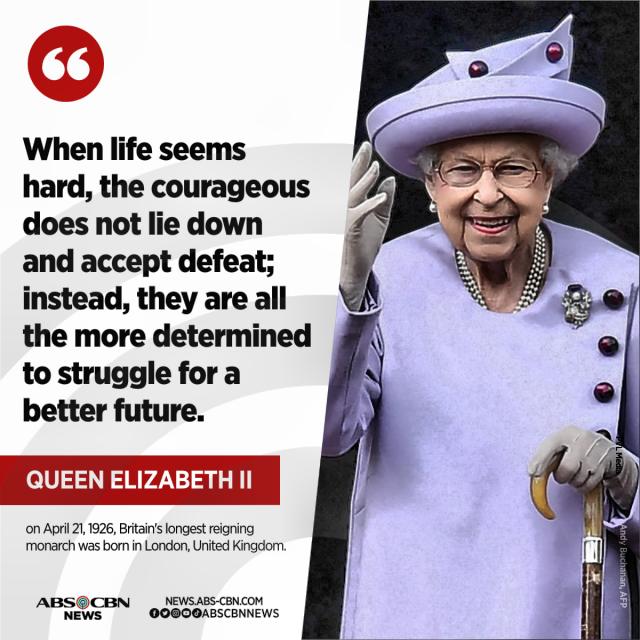 When life seems
hard, the courageous
does not lie down
and accept defeat;
instead, they are all
the more determined
to struggle for a
better future.
QUEEN ELIZABETH II
on April 21, 1926, Britain's longest reigning
monarch was born in London, United Kingdom.
ABS-CBN
NEWS
NEWS.ABS-CBN.COM
ABSCBNNEWS
Andy Buchanan, AFP